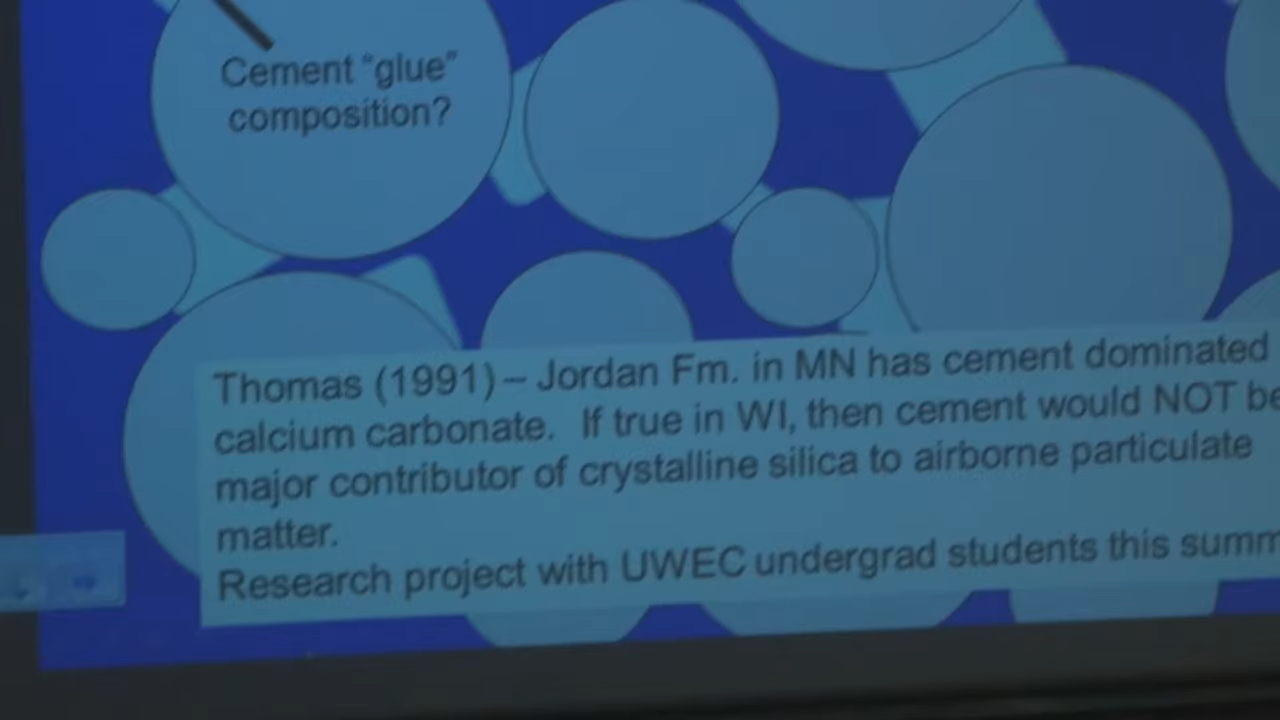 Cement “glue”
composition?
Thomas (1991) – Jordan Fm. in MN has cement dominated
calcium carbonate. If true in WI, then cement would NOT be
major contributor of crystalline silica to airborne particulate
matter.
Research project with UWEC undergrad students this